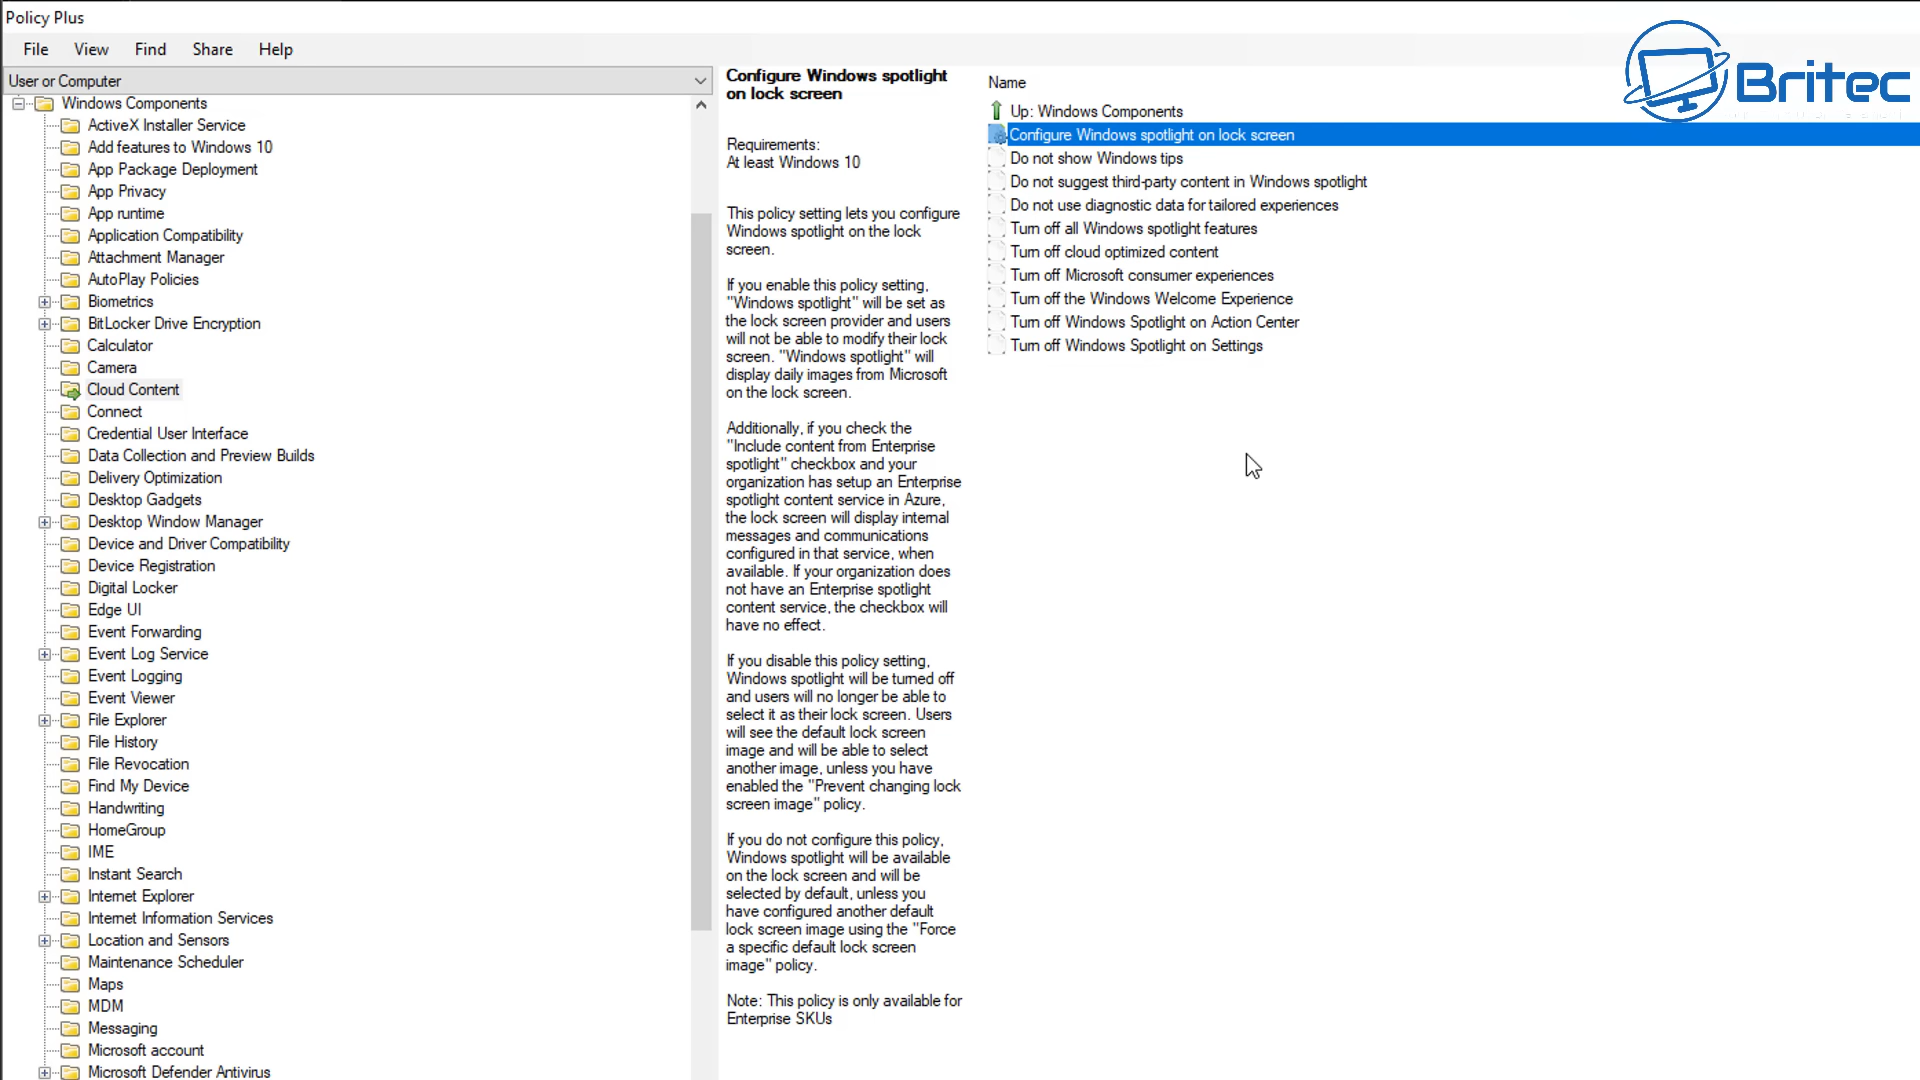 Policy Plus
File
View
Find
Share
Help
User or Computer
Windows Components
ActiveX Installer Service
Add features to Windows 10
App Package Deployment
App Privacy
App runtime
Application Compatibility
Attachment Manager
AutoPlay Policies
Biometrics
BitLocker Drive Encryption
Calculator
Camera
Cloud Content
Connect
Credential User Interface
Data Collection and Preview Builds
Delivery Optimization
Desktop Gadgets
Desktop Window Manager
Device and Driver Compatibility
Device Registration
Digital Locker
Edge UI
Event Forwarding
Event Log Service
Event Logging
Event Viewer
File Explorer
File History
File Revocation
Find My Device
Handwriting
HomeGroup
IME
Instant Search
Internet Explorer
Internet Information Services
Location and Sensors
Maintenance Scheduler
Maps
MDM
Messaging
Microsoft account
Microsoft Defender Antivirus
Configure Windows spotlight
on lock screen
Requirements:
At least Windows 10
This policy setting lets you configure
Windows spotlight on the lock
screen.
If you enable this policy setting,
"Windows spotlight" will be set as
the lock screen provider and users
will not be able to modify their lock
screen. "Windows spotlight" will
display daily images from Microsoft
on the lock screen.
Additionally, if you check the
"Include content from Enterprise
spotlight" checkbox and your
organization has setup an Enterprise
spotlight content service in Azure,
the lock screen will display internal
messages and communications
configured in that service, when
available. If your organization does
not have an Enterprise spotlight
content service, the checkbox will
have no effect.
If you disable this policy setting,
Windows spotlight will be turned off
and users will no longer be able to
select it as their lock screen. Users
will see the default lock screen
image and will be able to select
another image, unless you have
enabled the "Prevent changing lock
screen image" policy.
If you do not configure this policy,
Windows spotlight will be available
on the lock screen and will be
selected by default, unless you
have configured another default
lock screen image using the "Force
a specific default lock screen
image" policy.
Note: This policy is only available for
Enterprise SKUs
Name
Up: Windows Components
Configure Windows spotlight on lock screen
Do not show Windows tips
Do not suggest third-party content in Windows spotlight
Do not use diagnostic data for tailored experiences
Turn off all Windows spotlight features
Turn off cloud optimized content
Turn off Microsoft consumer experiences
Turn off the Windows Welcome Experience
Turn off Windows Spotlight on Action Center
Turn off Windows Spotlight on Settings
Britec